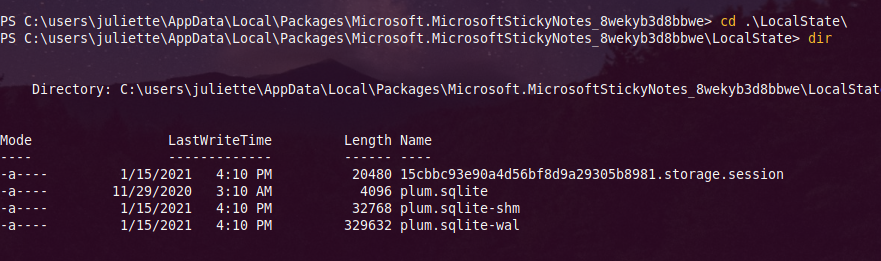 PS C:\users\juliette\AppData\Local\Packages\Microsoft.MicrosoftStickyNotes_8wekyb3d8bbwe> cd .\LocalState\
PS C:\users\juliette\AppData\Local\Packages\Microsoft.MicrosoftStickyNotes_8wekyb3d8bbwe\LocalState> dir
Directory: C:\users\juliette\AppData\Local\Packages\Microsoft.MicrosoftStickyNotes_8wekyb3d8bbwe\LocalStat
Mode                LastWriteTime         Length Name
----                -------------         ------ ----
-a----        1/15/2021   4:10 PM          20480 15cbbc93e90a4d56bf8d9a29305b8981.storage.session
-a----       11/29/2020   3:10 AM           4096 plum.sqlite
-a----        1/15/2021   4:10 PM          32768 plum.sqlite-shm
-a----        1/15/2021   4:10 PM         329632 plum.sqlite-wal